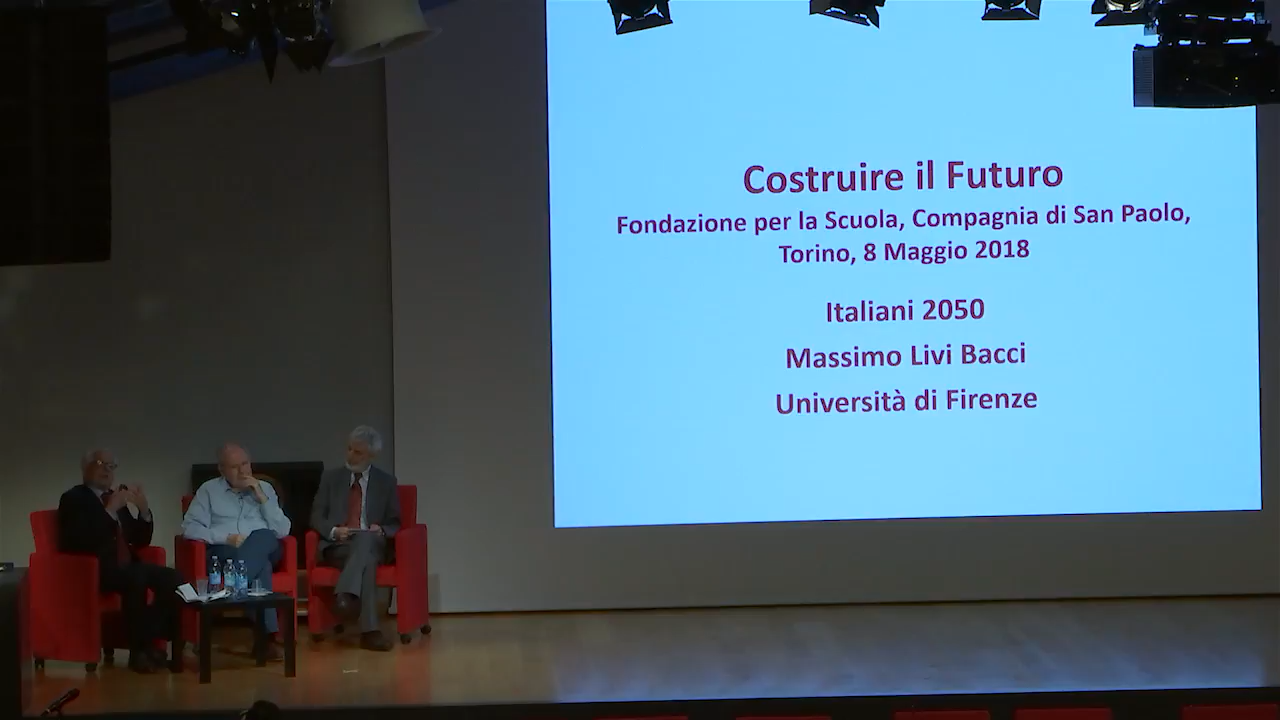 Costruire il Futuro
Fondazione per la Scuola, Compagnia di San Paolo,
Torino, 8 Maggio 2018
Italiani 2050
Massimo Livi Bacci
Università di Firenze